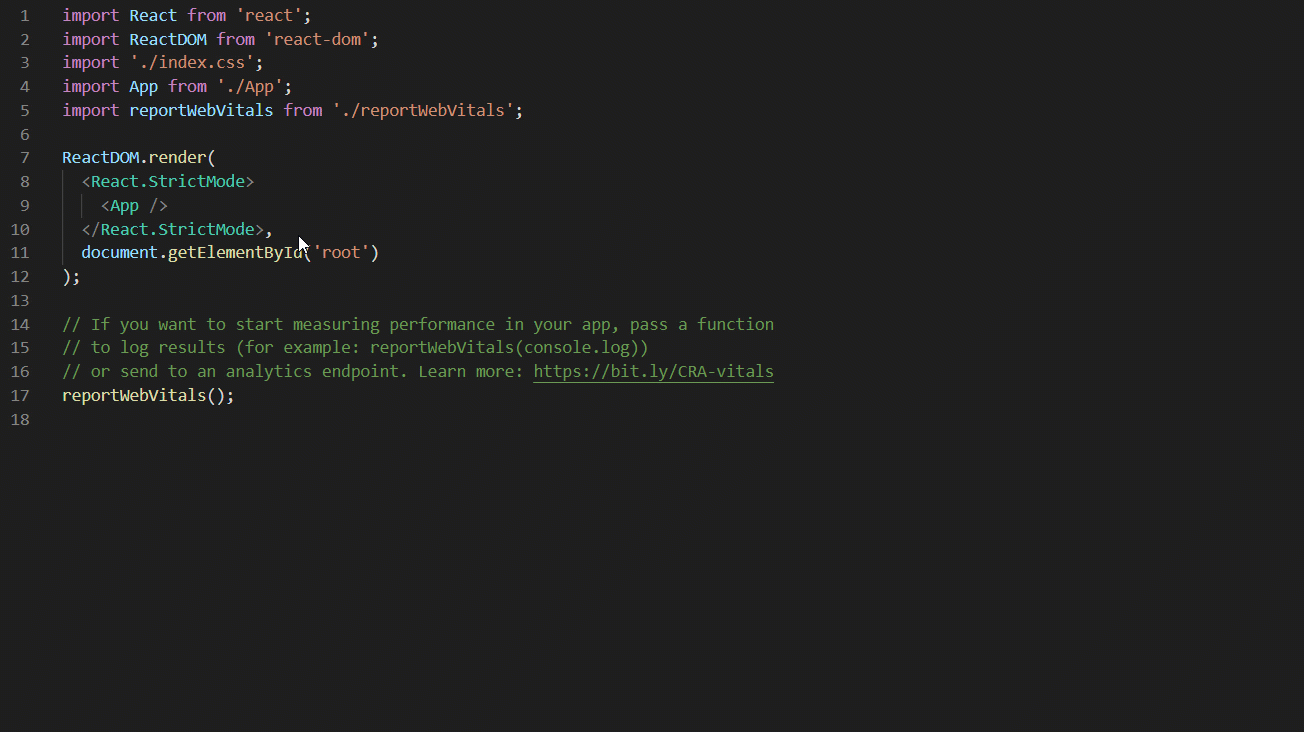 1 import React from 'react';
2 import ReactDOM from 'react-dom';
3 import './index.css';
4 import App from './App';
5 import reportWebVitals from './reportWebVitals';
6
7 ReactDOM.render(
8   <React.StrictMode>
9     <App />
10   </React.StrictMode>,
11   document.getElementById('root')
12 );
13
14 // If you want to start measuring performance in your app, pass a function
15 // to log results (for example: reportWebVitals(console.log))
16 // or send to an analytics endpoint. Learn more: https://bit.ly/CRA-vitals
17 reportWebVitals();
18